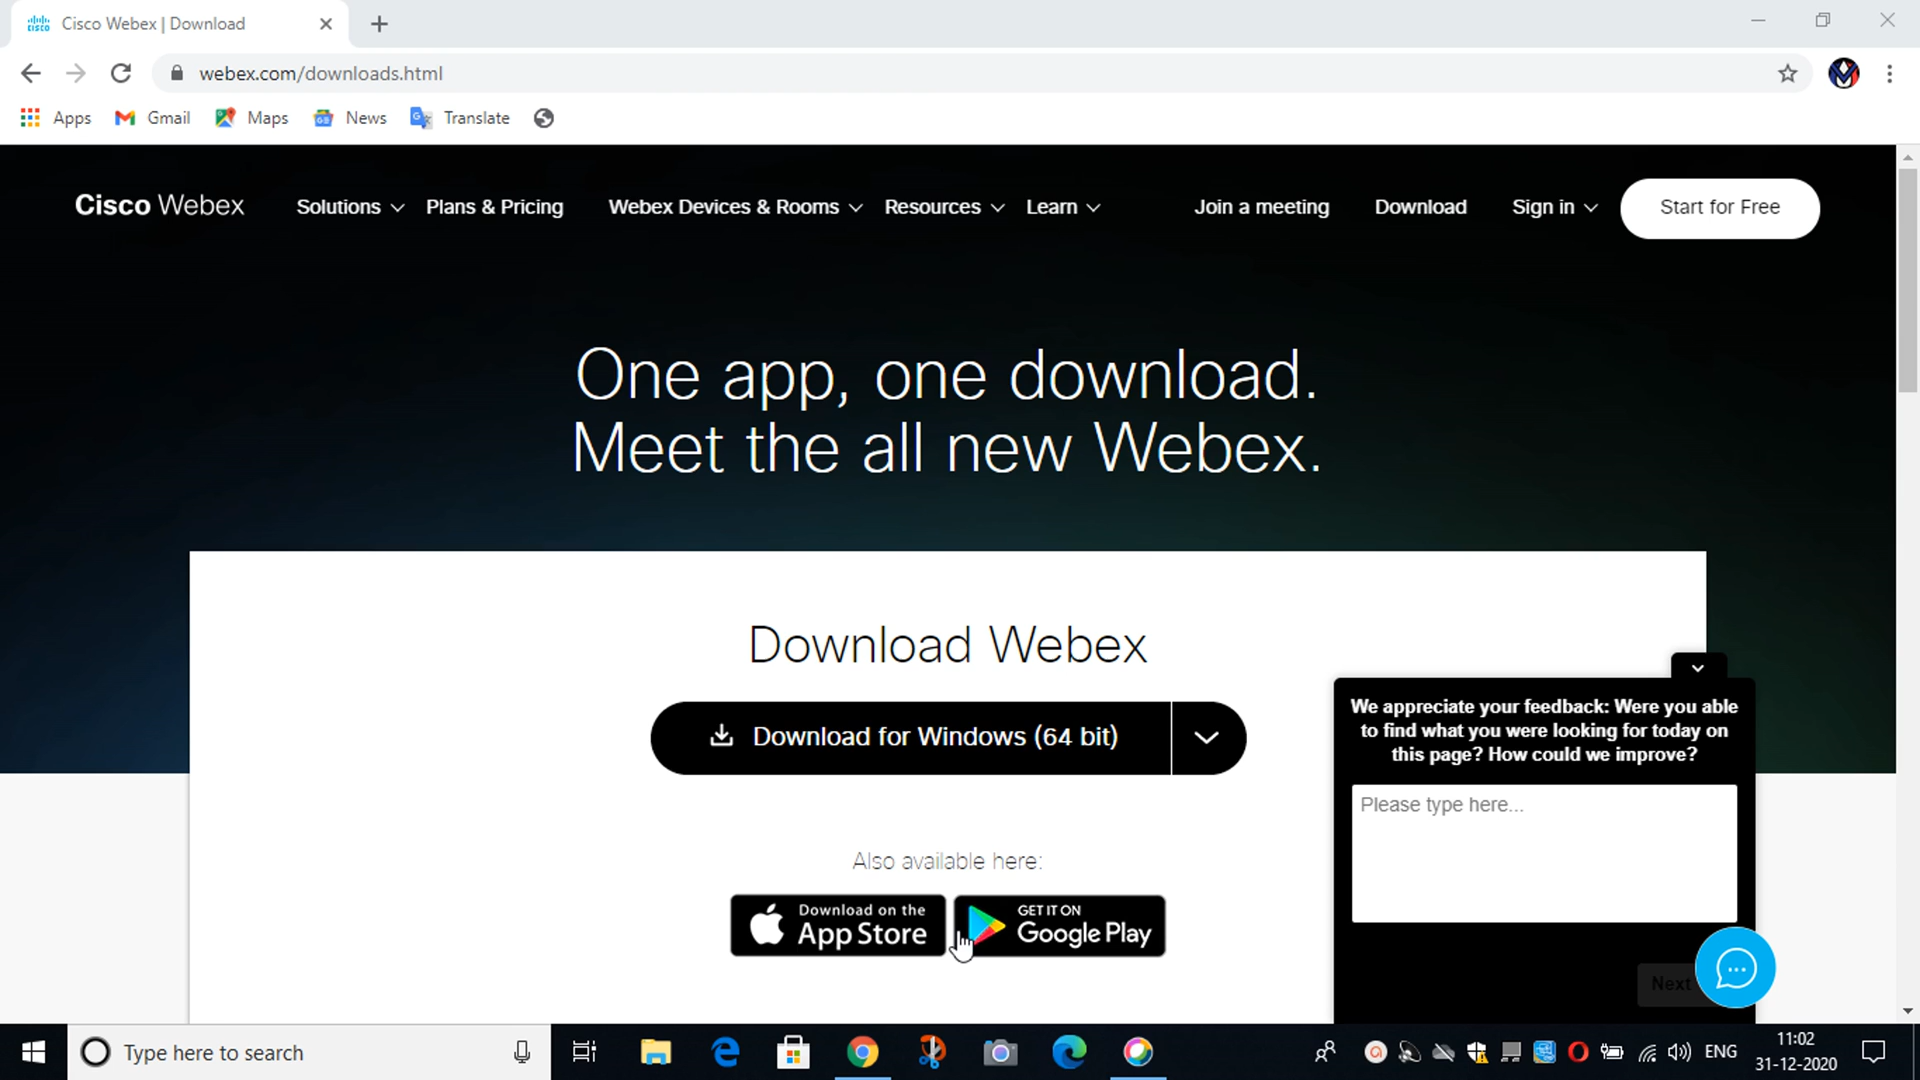 Cisco Webex | Download
webex.com/downloads.html
Apps Gmail Maps News Translate
Cisco Webex Solutions Plans & Pricing Webex Devices & Rooms Resources Learn Join a meeting Download Sign in Start for Free
One app, one download.
Meet the all new Webex.
Download Webex
Download for Windows (64 bit)
Also available here:
Download on the
App Store
GET IT ON
Google Play
We appreciate your feedback: Were you able
to find what you were looking for today on
this page? How could we improve?
Please type here...
Next
Type here to search
ENG
11:02
31-12-2020